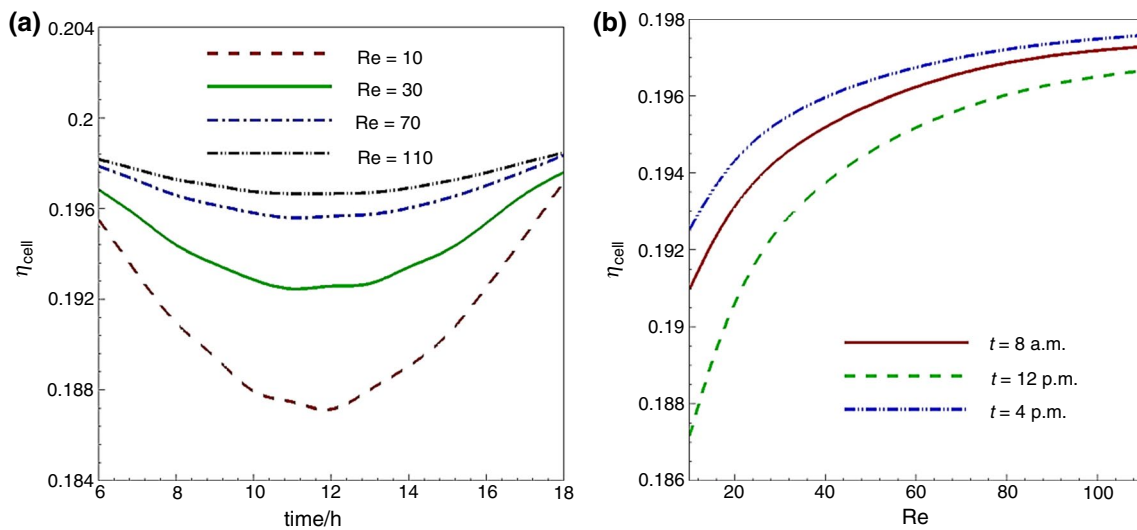 (a)
0.204
0.2
0.196
0.192
0.188
0.184
ηcell
6 8 10 12 14 16 18
time/h
Re = 10
Re = 30
Re = 70
Re = 110
(b)
0.198
0.196
0.194
0.192
0.19
0.188
0.186
ηcell
20 40 60 80 100
Re
t = 8 a.m.
t = 12 p.m.
t = 4 p.m.